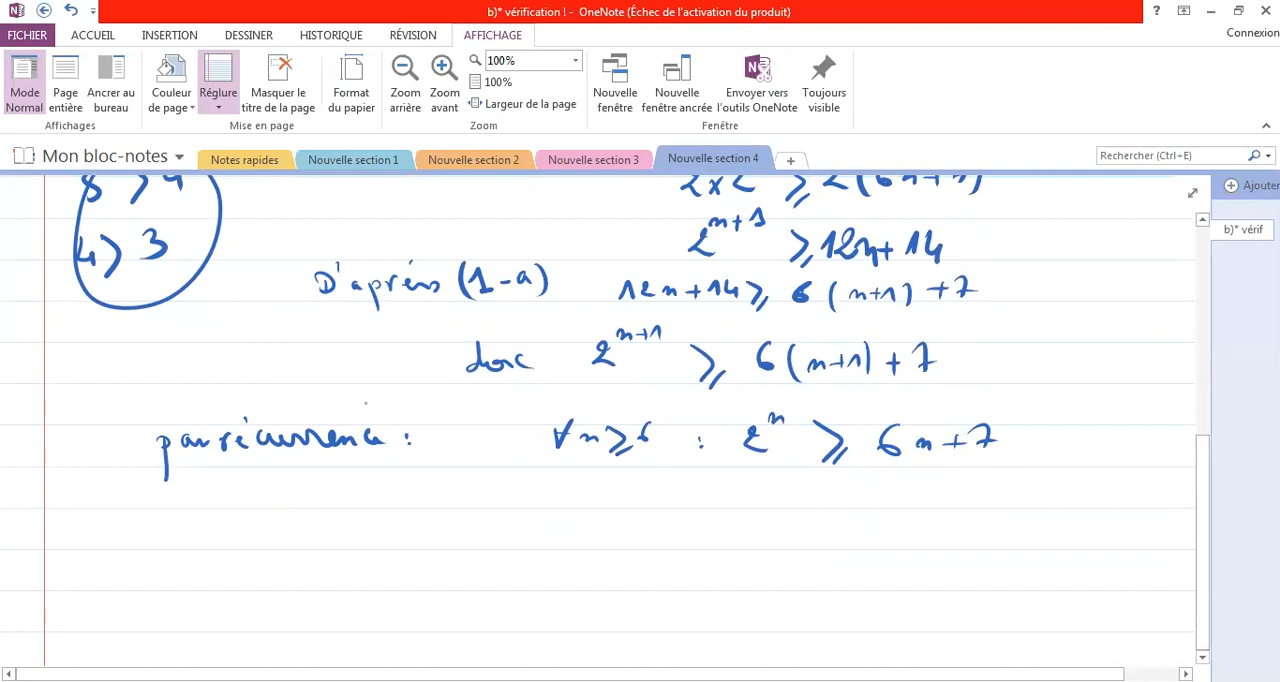 b)* vérification ! - OneNote (Échec de l'activation du produit)
FICHIER ACCUEIL INSERTION DESSINER HISTORIQUE RÉVISION AFFICHAGE Connexion
Mode Normal Page entière Ancrer au bureau Couleur de page Réglure Masquer le titre de la page Format du papier Zoom arrière Zoom avant 100% 100% Largeur de la page Nouvelle fenêtre Nouvelle fenêtre ancrée Envoyer vers l'outils OneNote Toujours visible
Affichages Mise en page Zoom Fenêtre
Mon bloc-notes Notes rapides Nouvelle section 1 Nouvelle section 2 Nouvelle section 3 Nouvelle section 4 Rechercher (Ctrl+E)
Ajouter
b)* vérif
8 > 4
4 > 3
2^{n+1} ≥ 12n + 14
D'après (1-a) 12n + 14 ≥ 6(n+1) + 7
donc 2^{n+1} ≥ 6(n+1) + 7
par récurrence : ∀n≥6 : 2^n ≥ 6n+7